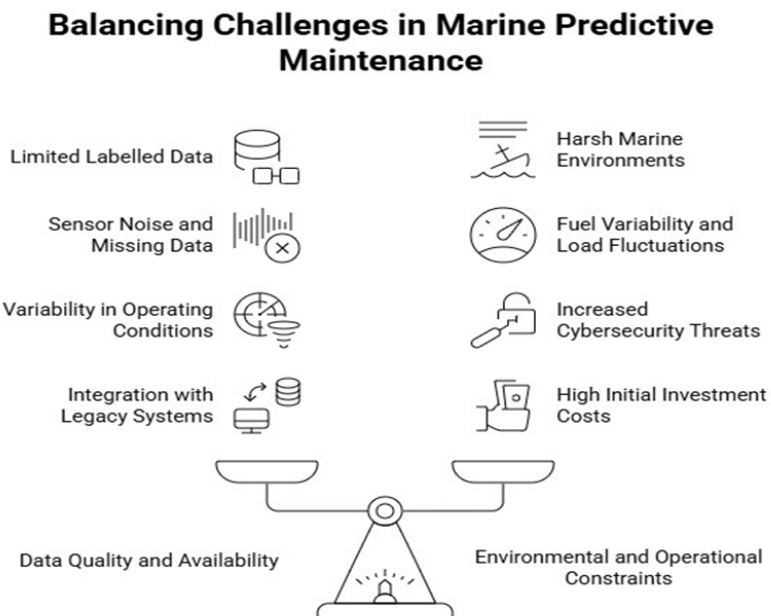 Balancing Challenges in Marine Predictive
Maintenance
Limited Labelled Data
Harsh Marine
Environments
Sensor Noise and
Missing Data
Fuel Variability and
Load Fluctuations
Variability in Operating
Conditions
Increased
Cybersecurity Threats
Integration with
Legacy Systems
High Initial Investment
Costs
Data Quality and Availability
Environmental and Operational
Constraints